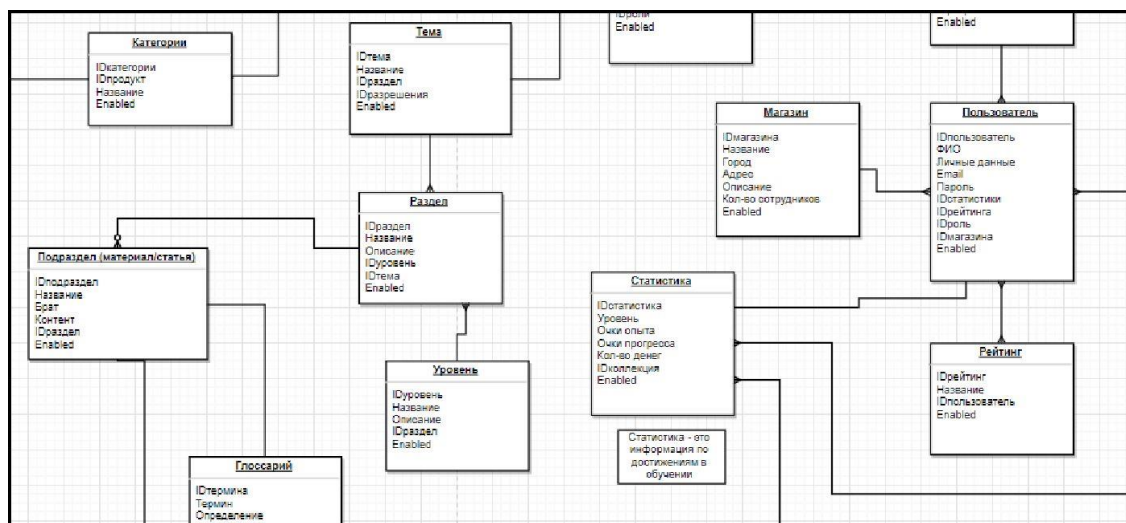 IDроли
Enabled
Enabled
Категории
IDкатегории
IDпродукт
Название
Enabled
Тема
IDтема
Название
IDраздел
IDразрешения
Enabled
Магазин
IDмагазина
Название
Город
Адрес
Описание
Кол-во сотрудников
Enabled
Пользователь
IDпользователь
ФИО
Личные данные
Email
Пароль
IDстатистики
IDрейтинга
IDроль
IDмагазина
Enabled
Раздел
IDраздел
Название
Описание
IDуровень
IDтема
Enabled
Подраздел (материал/статья)
IDподраздел
Название
Брат
Контент
IDраздел
Enabled
Статистика
IDстатистика
Уровень
Очки опыта
Очки прогресса
Кол-во денег
IDколлекция
Enabled
Рейтинг
IDрейтинг
Название
IDпользователь
Enabled
Уровень
IDуровень
Название
Описание
IDраздел
Enabled
Статистика - это
информация по
достижениям в
обучении
Глоссарий
IDтермина
Термин
Определение